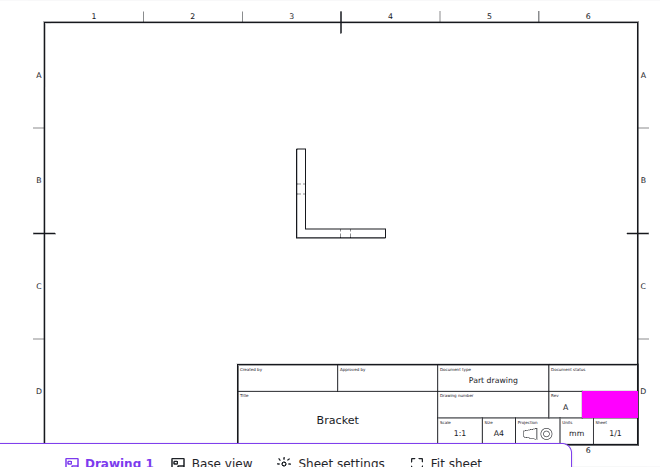 1 2 3 4 5 6
A A
B B
C C
D D
Created by Approved by Document type Document status
Part drawing
Title Drawing number Rev
A
Bracket
Scale Size Projection Units Sheet
1:1 A4 mm 1/1
6
Drawing 1 Base view Sheet settings Fit sheet